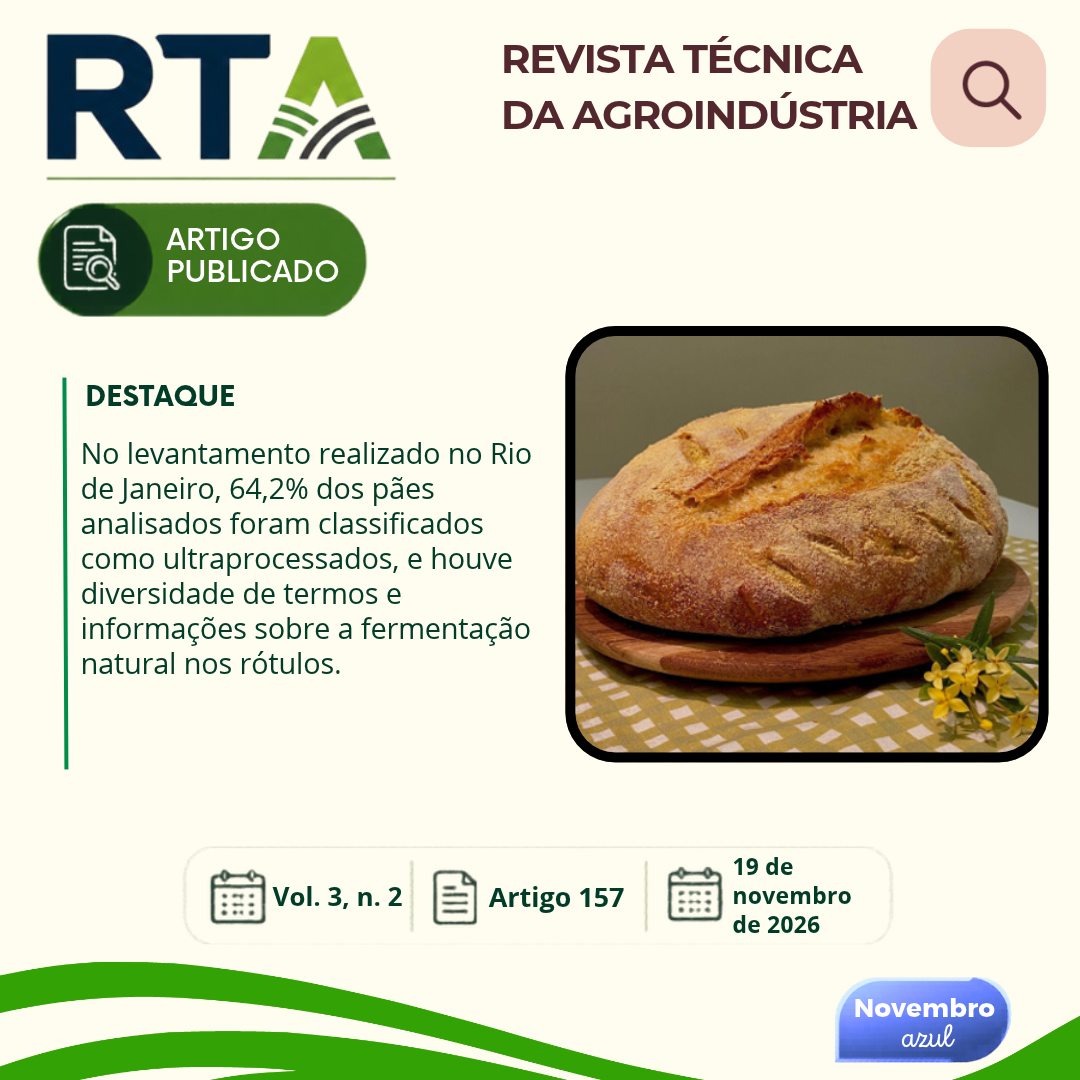 RTA
REVISTA TÉCNICA
DA AGROINDÚSTRIA
ARTIGO
PUBLICADO
DESTAQUE
No levantamento realizado no Rio
de Janeiro, 64,2% dos pães
analisados foram classificados
como ultraprocessados, e houve
diversidade de termos e
informações sobre a fermentação
natural nos rótulos.
Vol. 3, n. 2
Artigo 157
19 de
novembro
de 2026
Novembro
azul